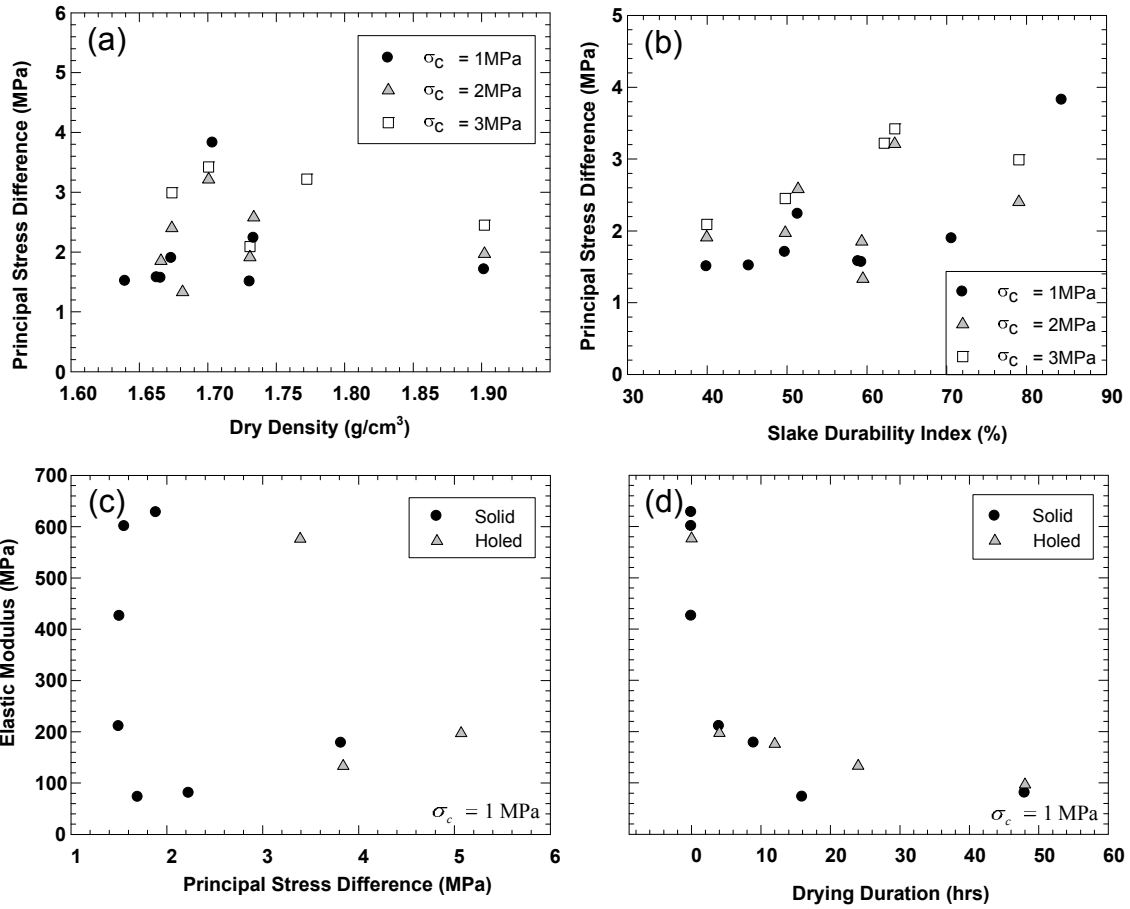 (a)
σc = 1MPa
σc = 2MPa
σc = 3MPa
Principal Stress Difference (MPa)
6
5
4
3
2
1
0
1.60 1.65 1.70 1.75 1.80 1.85 1.90
Dry Density (g/cm³)
(b)
Principal Stress Difference (MPa)
5
4
3
2
1
0
σc = 1MPa
σc = 2MPa
σc = 3MPa
30 40 50 60 70 80 90
Slake Durability Index (%)
(c)
Solid
Holed
Elastic Modulus (MPa)
700
600
500
400
300
200
100
0
σc = 1 MPa
1 2 3 4 5 6
Principal Stress Difference (MPa)
(d)
Solid
Holed
σc = 1 MPa
0 10 20 30 40 50 60
Drying Duration (hrs)